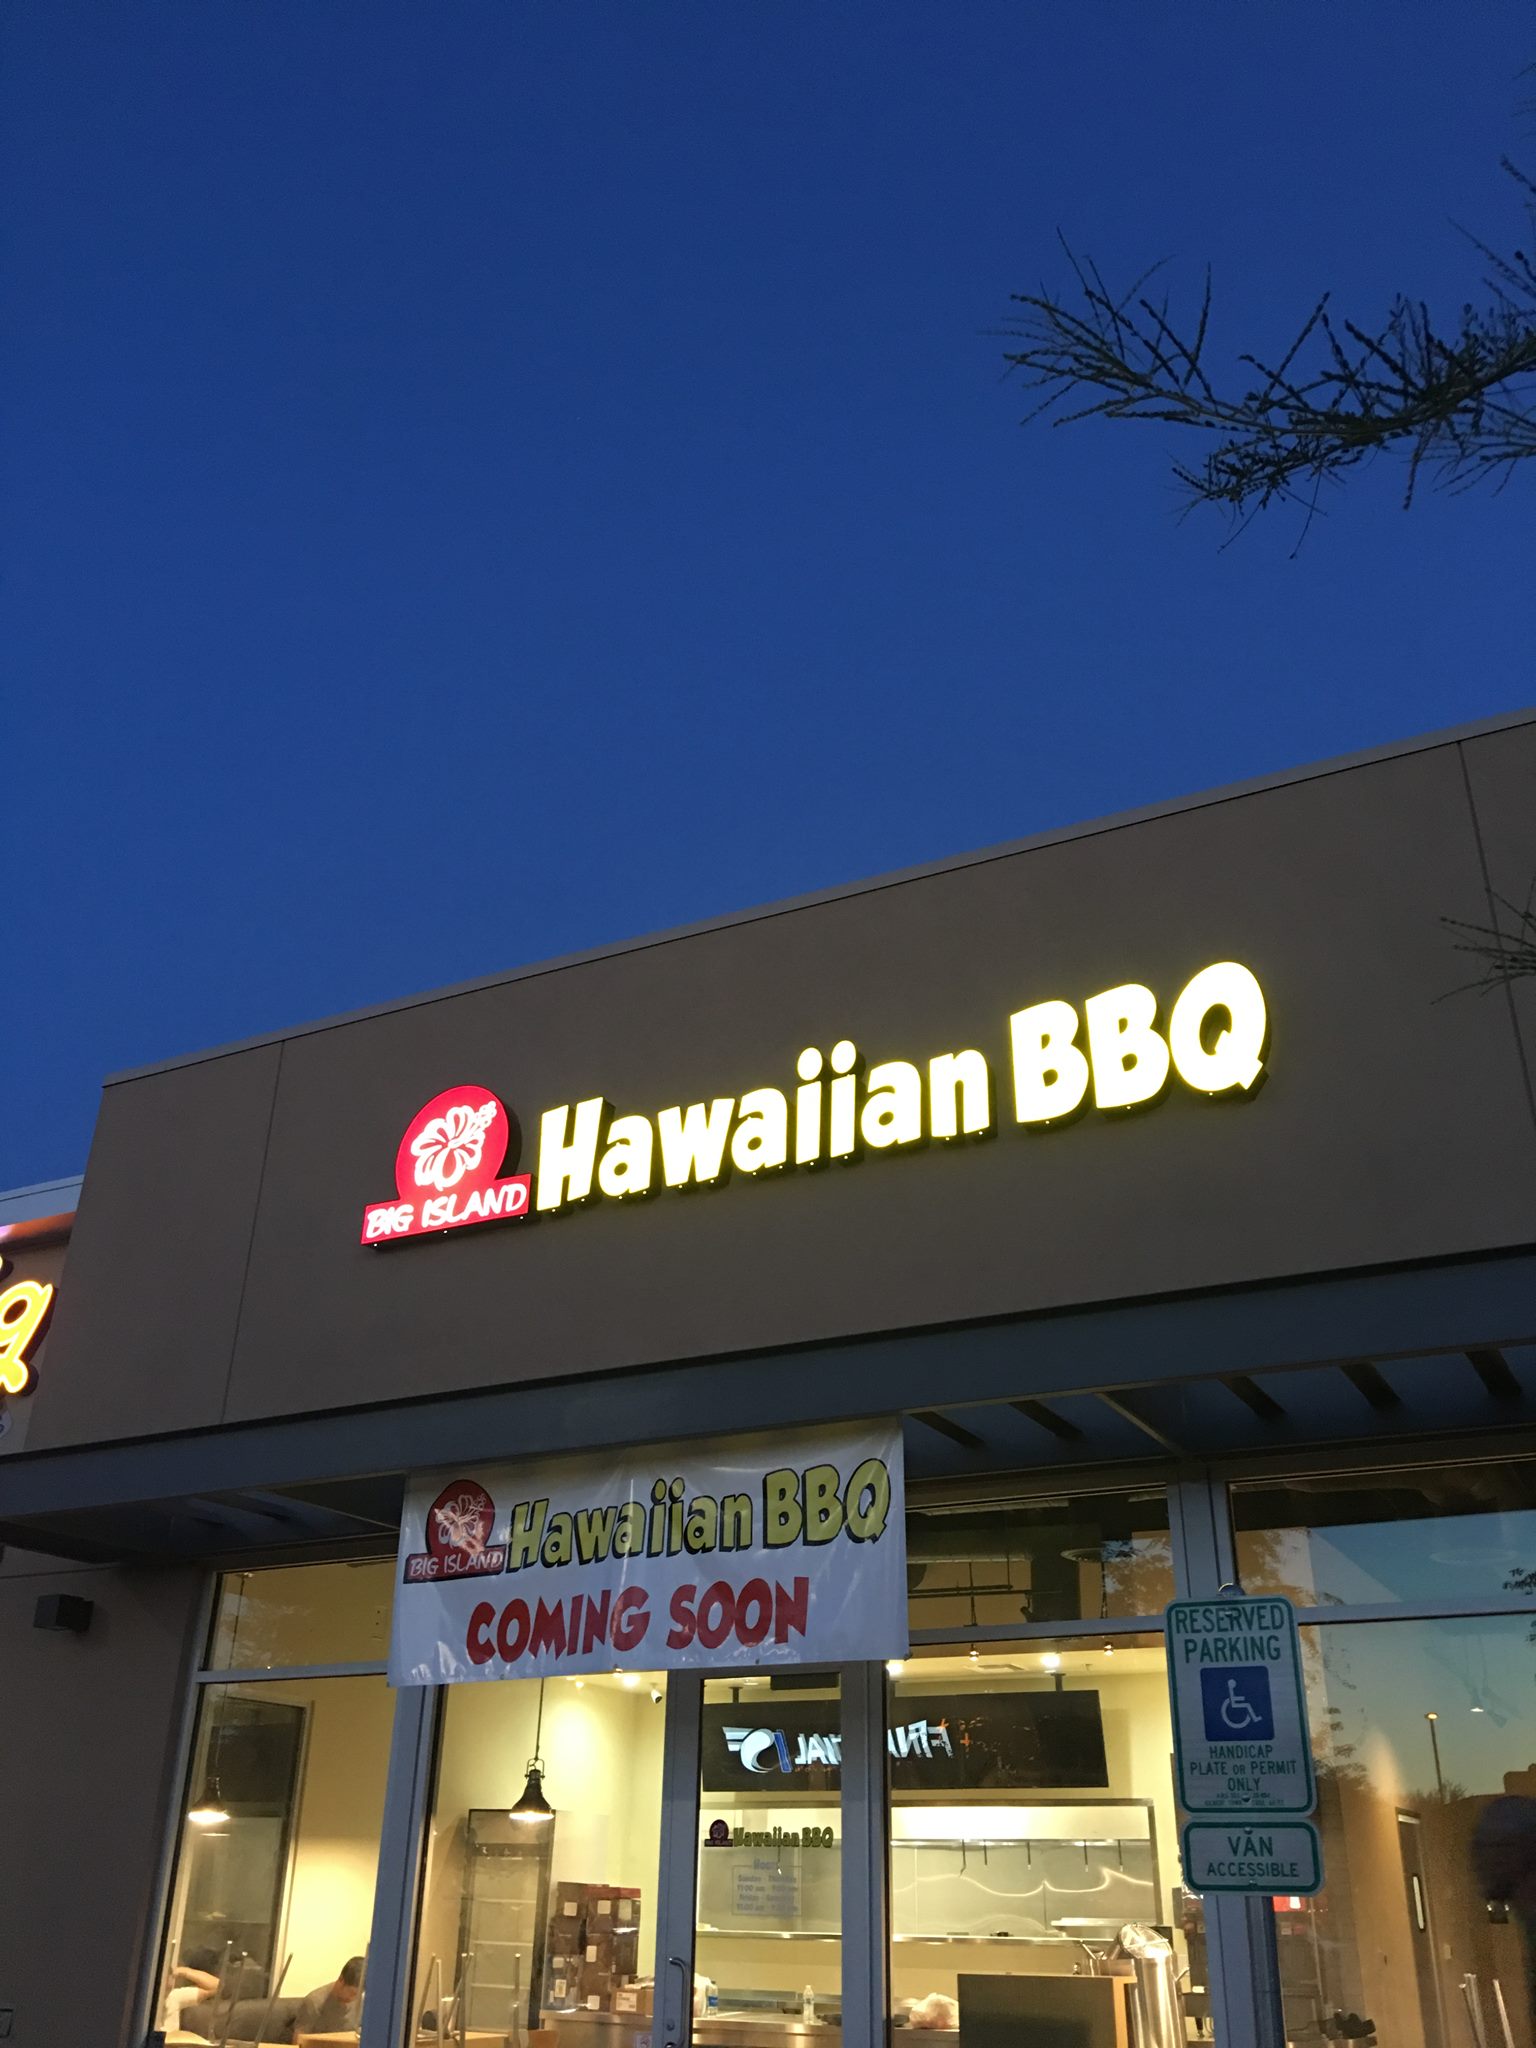 BIG ISLAND Hawaiian BBQ
BIG ISLAND Hawaiian BBQ
COMING SOON
RESERVED
PARKING
HANDICAP
PLATE OR PERMIT
ONLY
VAN
ACCESSIBLE
Hawaiian BBQ
Hours